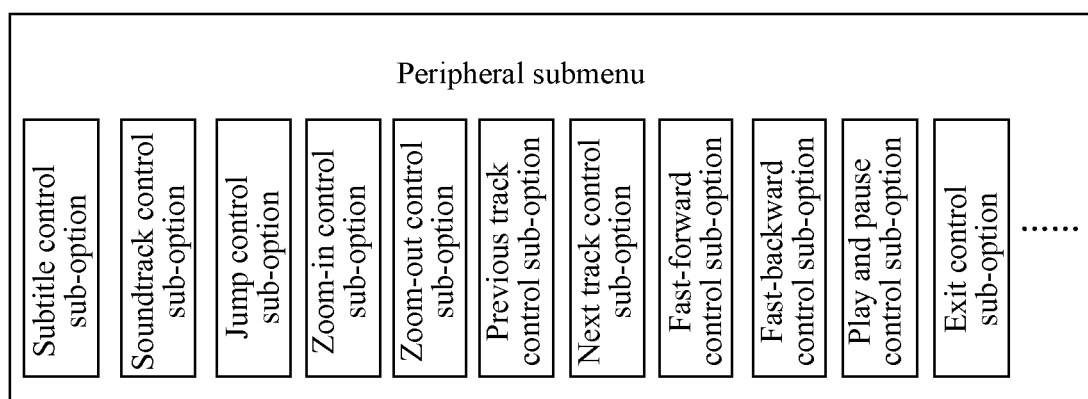 Peripheral submenu
Subtitle control
sub-option
Soundtrack control
sub-option
Jump control
sub-option
Zoom-in control
sub-option
Zoom-out control
sub-option
Previous track
control sub-option
Next track control
sub-option
Fast-forward
control sub-option
Fast-backward
control sub-option
Play and pause
control sub-option
Exit control
sub-option
......